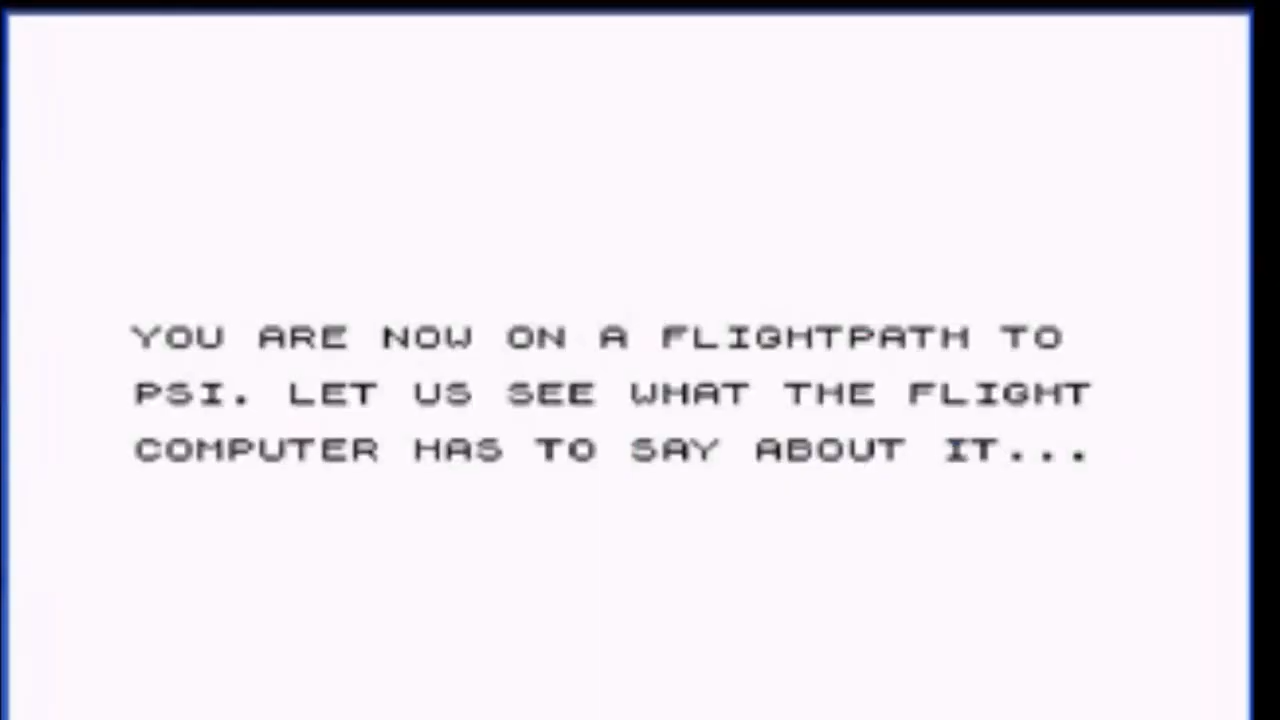 YOU ARE NOW ON A FLIGHTPATH TO
PSI. LET US SEE WHAT THE FLIGHT
COMPUTER HAS TO SAY ABOUT IT...